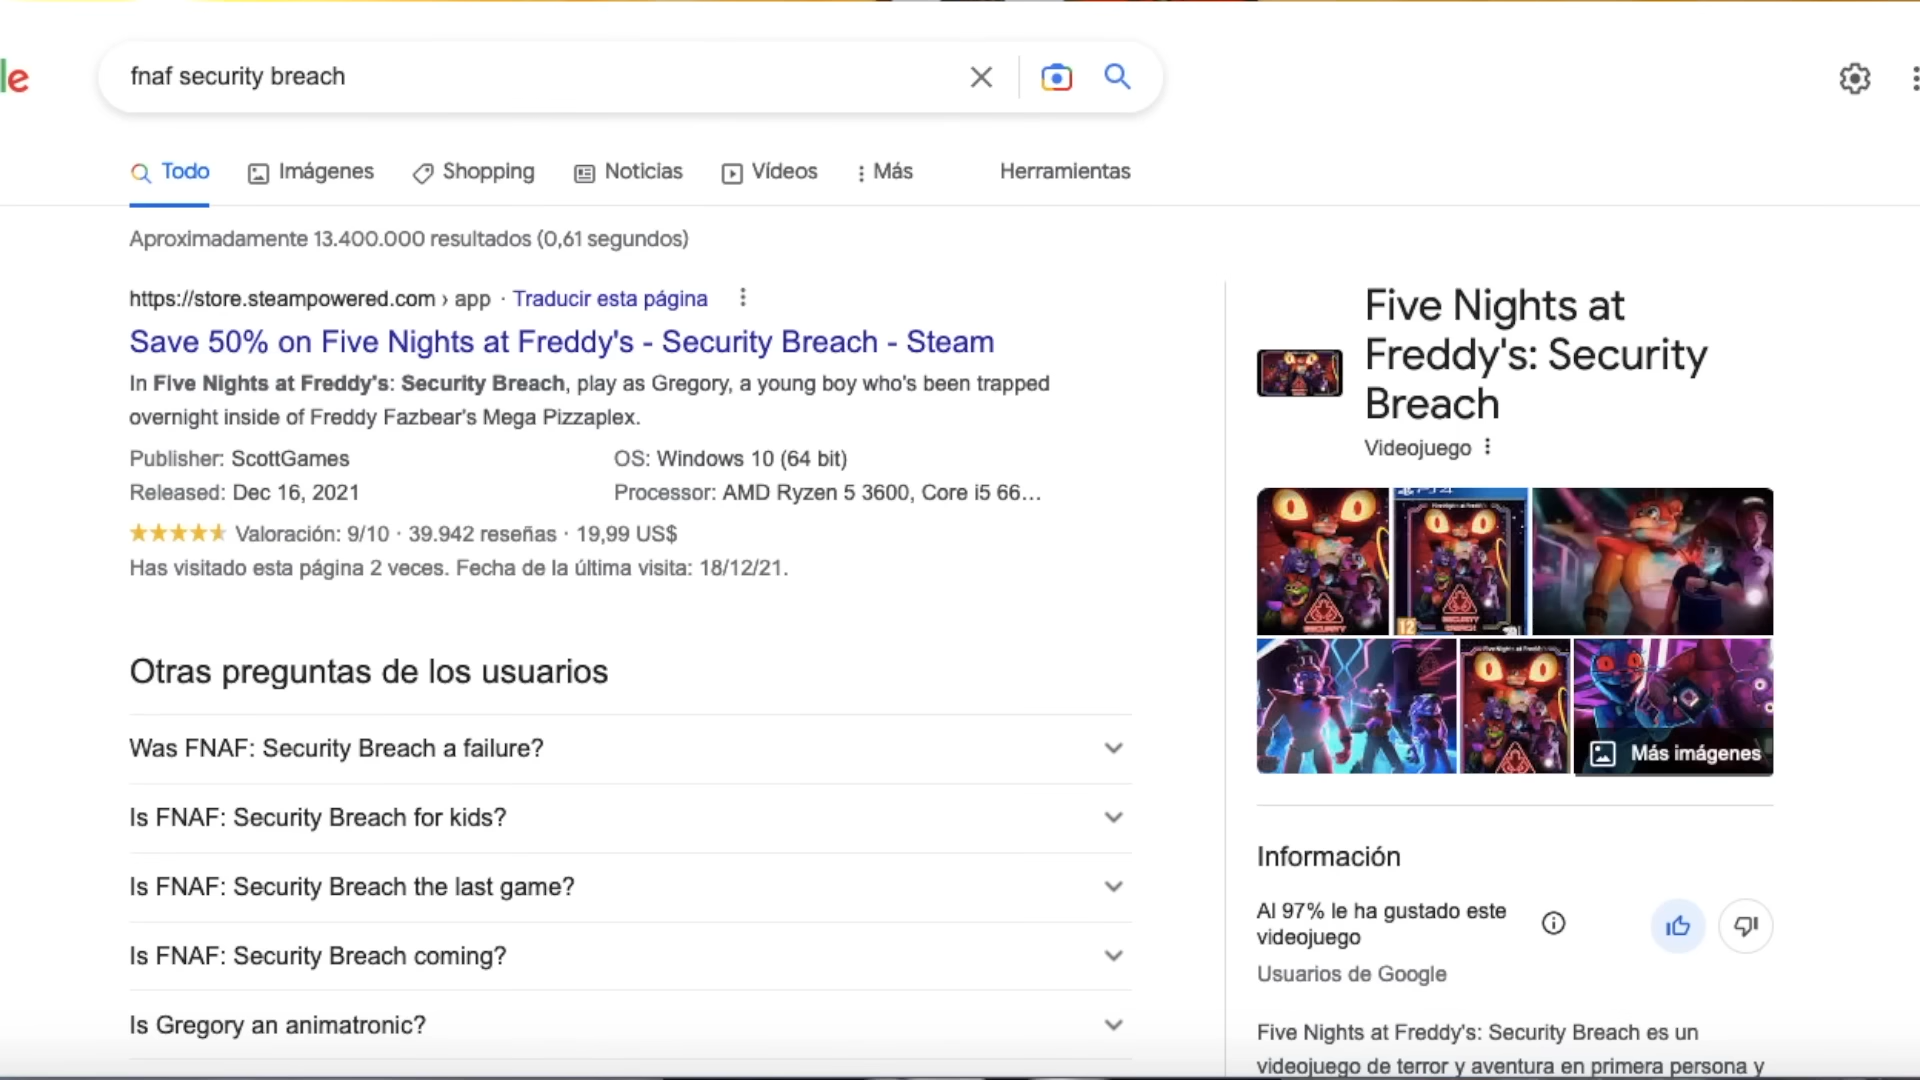 le
fnaf security breach
Todo
Imágenes
Shopping
Noticias
Vídeos
Más
Herramientas
Aproximadamente 13.400.000 resultados (0,61 segundos)
https://store.steampowered.com › app · Traducir esta página
Save 50% on Five Nights at Freddy's - Security Breach - Steam
In Five Nights at Freddy's: Security Breach, play as Gregory, a young boy who's been trapped
overnight inside of Freddy Fazbear's Mega Pizzaplex.
Publisher: ScottGames
OS: Windows 10 (64 bit)
Released: Dec 16, 2021
Processor: AMD Ryzen 5 3600, Core i5 66…
Valoración: 9/10 · 39.942 reseñas · 19,99 US$
Has visitado esta página 2 veces. Fecha de la última visita: 18/12/21.
Otras preguntas de los usuarios
Was FNAF: Security Breach a failure?
Is FNAF: Security Breach for kids?
Is FNAF: Security Breach the last game?
Is FNAF: Security Breach coming?
Is Gregory an animatronic?
Five Nights at
Freddy's: Security
Breach
Videojuego
PS4
12
Más imágenes
Información
Al 97% le ha gustado este
videojuego
Usuarios de Google
Five Nights at Freddy's: Security Breach es un
videojuego de terror y aventura en primera persona y